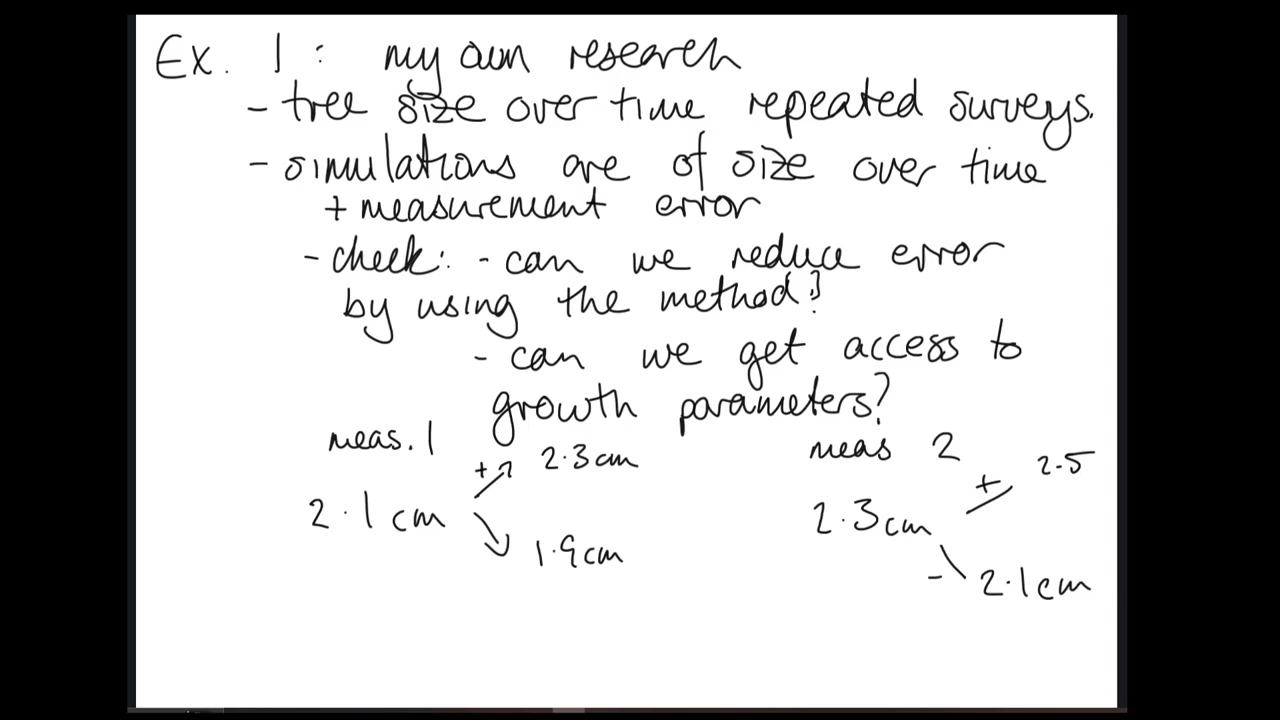 Ex. 1: my own research
- tree size over time repeated surveys.
- simulations are of size over time
+ measurement error
- check: - can we reduce error
by using the method?
- can we get access to
growth parameters?
meas. 1
meas 2
+ 2.3cm
+ 2.5
2.1cm
2.3cm
1.9cm
- 2.1cm